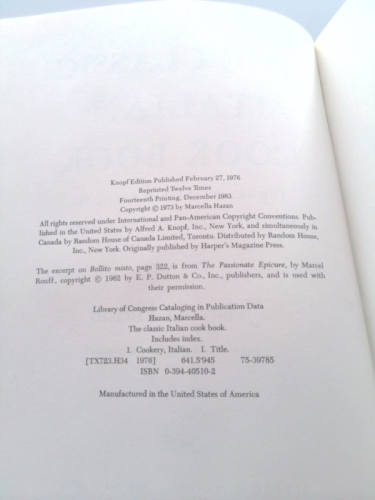 Knopf Edition Published February 27, 1976
Reprinted Twelve Times
Fourteenth Printing, December 1983
Copyright © 1973 by Marcella Hazan
All rights reserved under International and Pan-American Copyright Conventions. Pub-
lished in the United States by Alfred A. Knopf, Inc., New York, and simultaneously in
Canada by Random House of Canada Limited, Toronto. Distributed by Random House,
Inc., New York. Originally published by Harper's Magazine Press.
The excerpt on Bollito misto, page 322, is from The Passionate Epicure, by Marcel
Rouff, copyright © 1962 by E. P. Dutton & Co., Inc., publishers, and is used with
their permission.
Library of Congress Cataloging in Publication Data
Hazan, Marcella.
The classic Italian cook book.
Includes index.
1. Cookery, Italian. I. Title.
[TX723.H34 1976] 641.5'945 75-39785
ISBN 0-394-40510-2
Manufactured in the United States of America